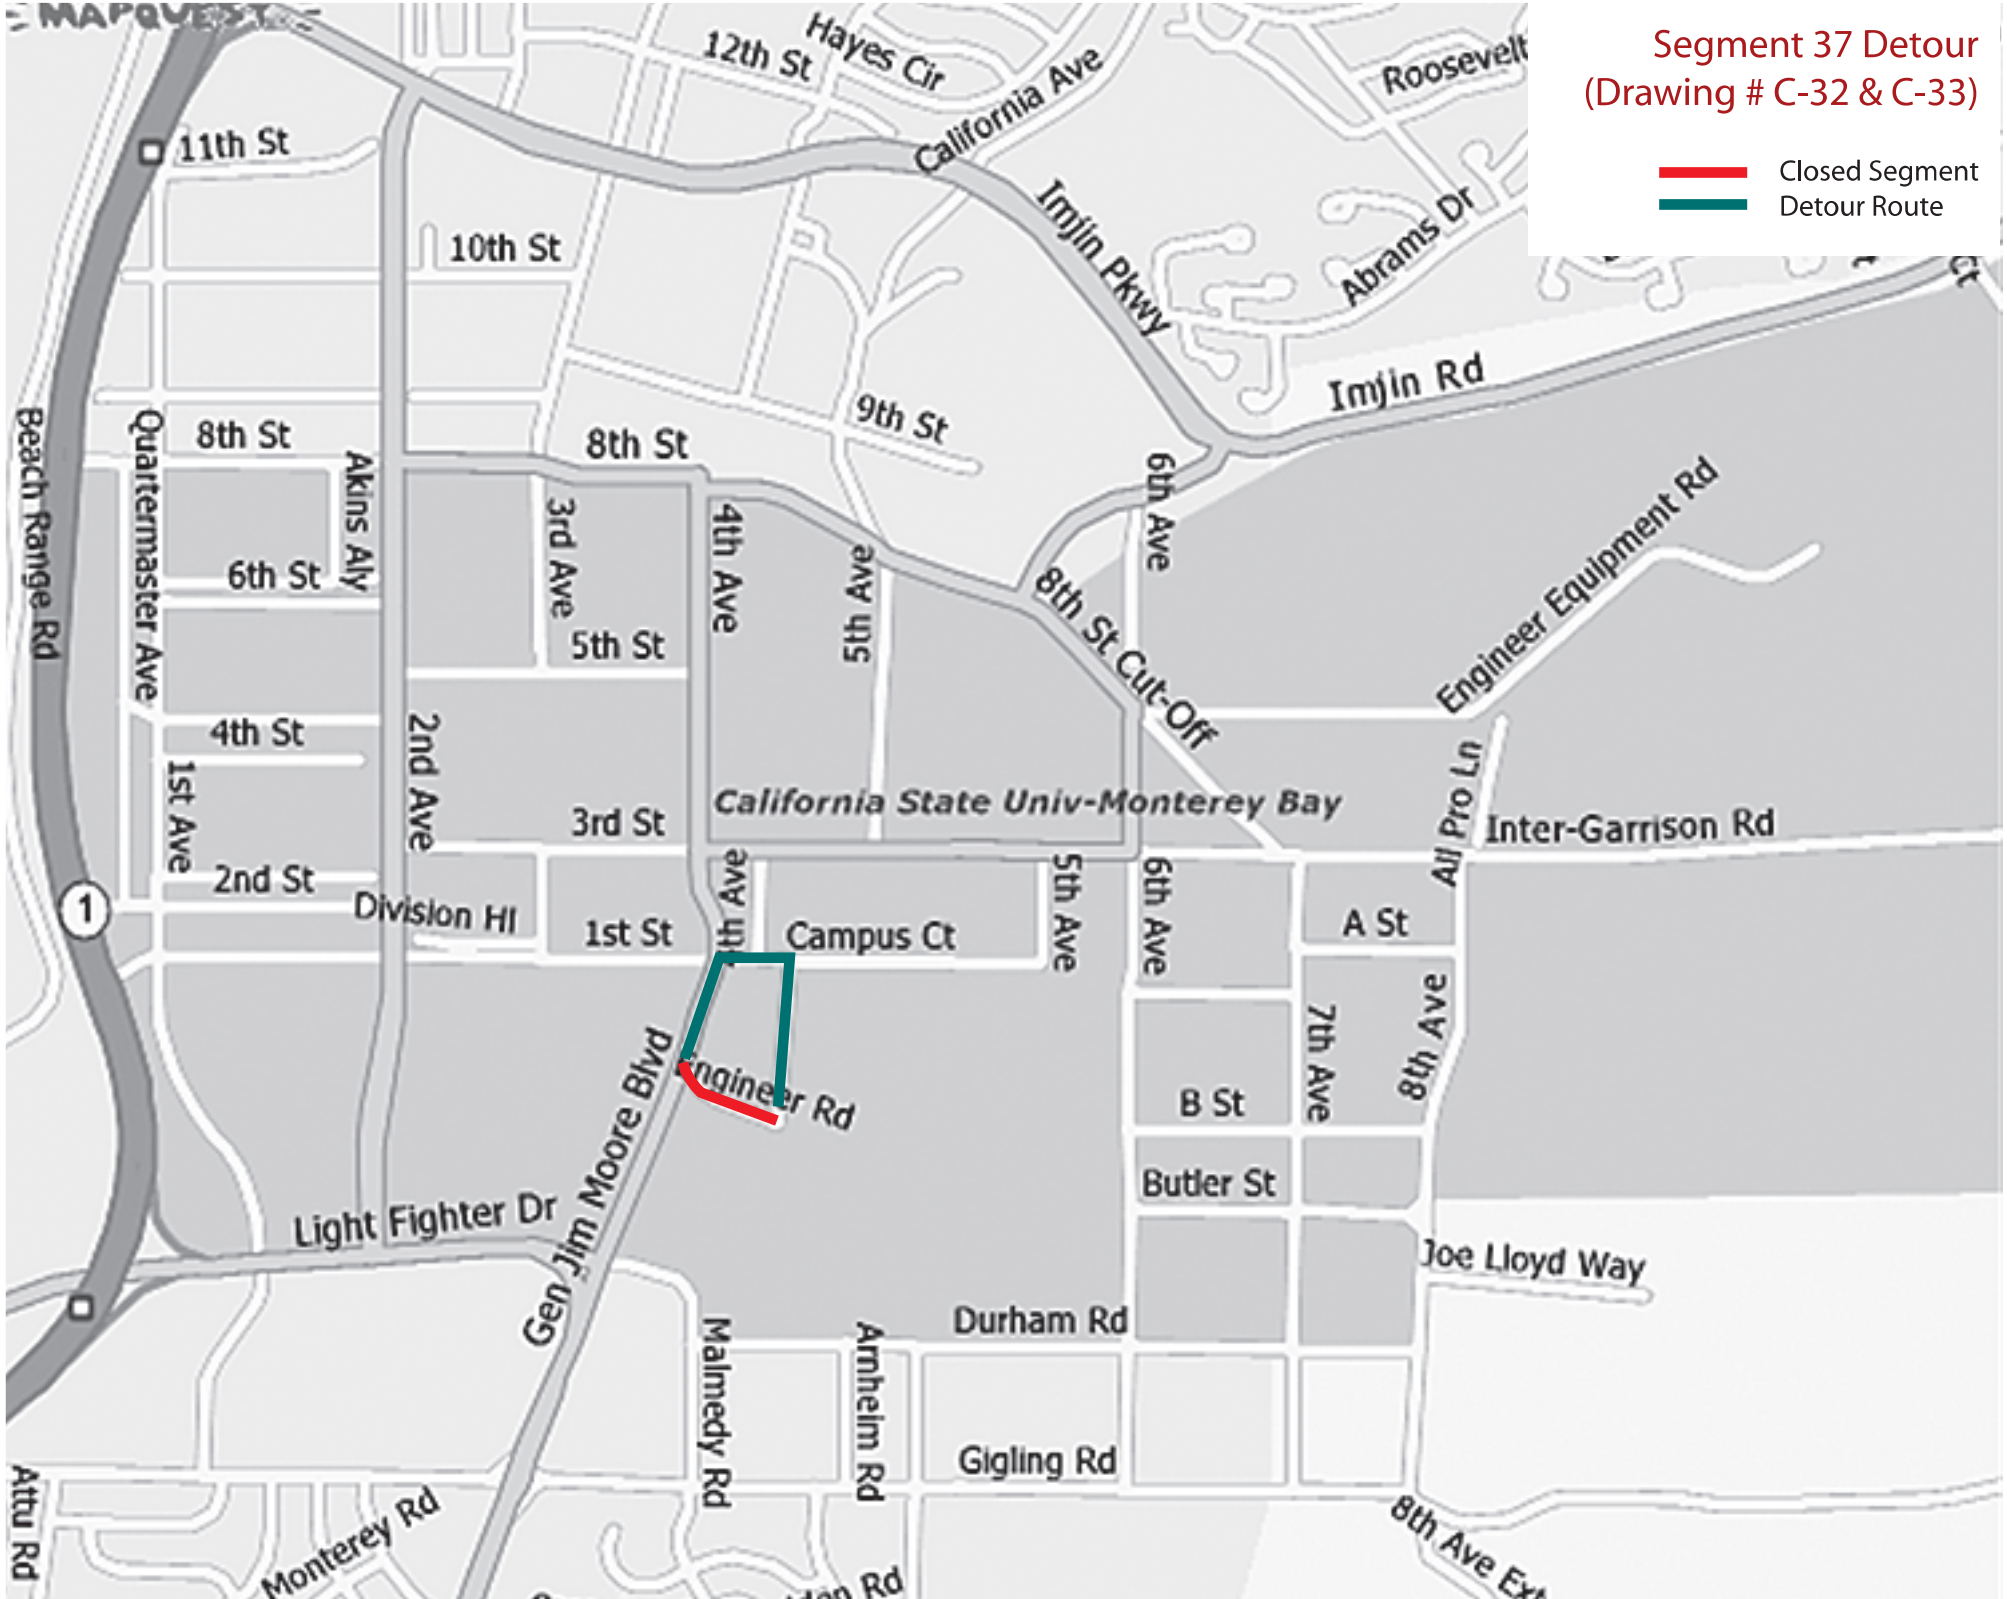 MAPQUEST
Segment 37 Detour
(Drawing # C-32 & C-33)
Closed Segment
Detour Route
Hayes Cir
12th St
California Ave
Roosevelt
11th St
Imjin Pkwy
Abrams Dr
Ct
10th St
Imjin Rd
9th St
8th St
8th St
Beach Range Rd
Quartermaster Ave
Akins Aly
3rd Ave
4th Ave
5th Ave
6th Ave
Engineer Equipment Rd
6th St
8th St Cut-Off
5th St
4th St
2nd Ave
1st Ave
California State Univ-Monterey Bay
All Pro Ln
3rd St
Inter-Garrison Rd
2nd St
4th Ave
5th Ave
6th Ave
1
Division Hl
1st St
Campus Ct
A St
8th Ave
7th Ave
Gen Jim Moore Blvd
Engineer Rd
B St
Butler St
Light Fighter Dr
Joe Lloyd Way
Durham Rd
Malmedy Rd
Arnheim Rd
Gigling Rd
Attu Rd
Monterey Rd
8th Ave Ext
Rd